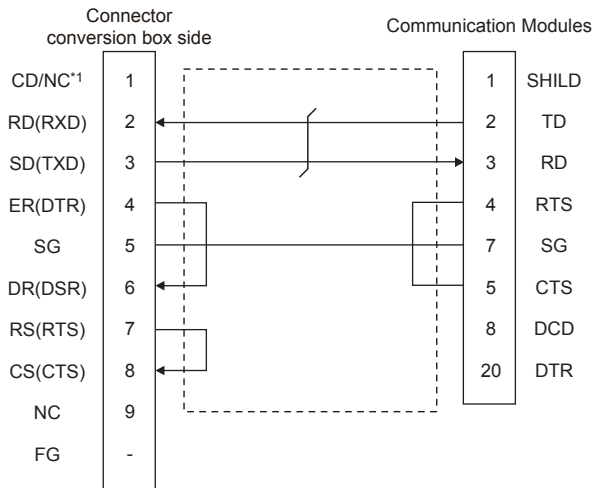 Connector
conversion box side
Communication Modules
CD/NC*1 1 1 SHILD
RD(RXD) 2 2 TD
SD(TXD) 3 3 RD
ER(DTR) 4 4 RTS
SG 5 7 SG
DR(DSR) 6 5 CTS
RS(RTS) 7 8 DCD
CS(CTS) 8 20 DTR
NC 9
FG -